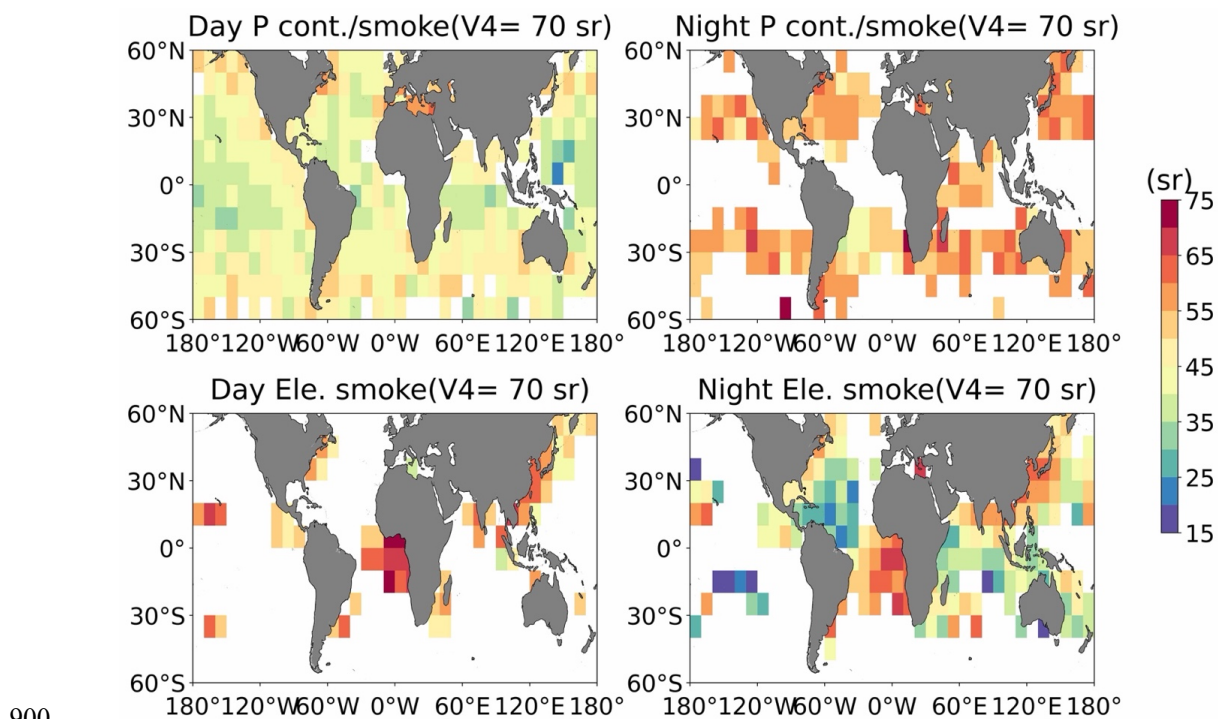 Day P cont./smoke(V4= 70 sr)
Night P cont./smoke(V4= 70 sr)
60°N
30°N
0°
30°S
60°S
180°120°W60°W 0°W 60°E 120°E 180°
60°N
30°N
0°
30°S
60°S
180°120°W60°W 0°W 60°E 120°E 180°
Day Ele. smoke(V4= 70 sr)
Night Ele. smoke(V4= 70 sr)
60°N
30°N
0°
30°S
60°S
180°120°W60°W 0°W 60°E 120°E 180°
60°N
30°N
0°
30°S
60°S
180°120°W60°W 0°W 60°E 120°E 180°
(sr)
75
65
55
45
35
25
15
900